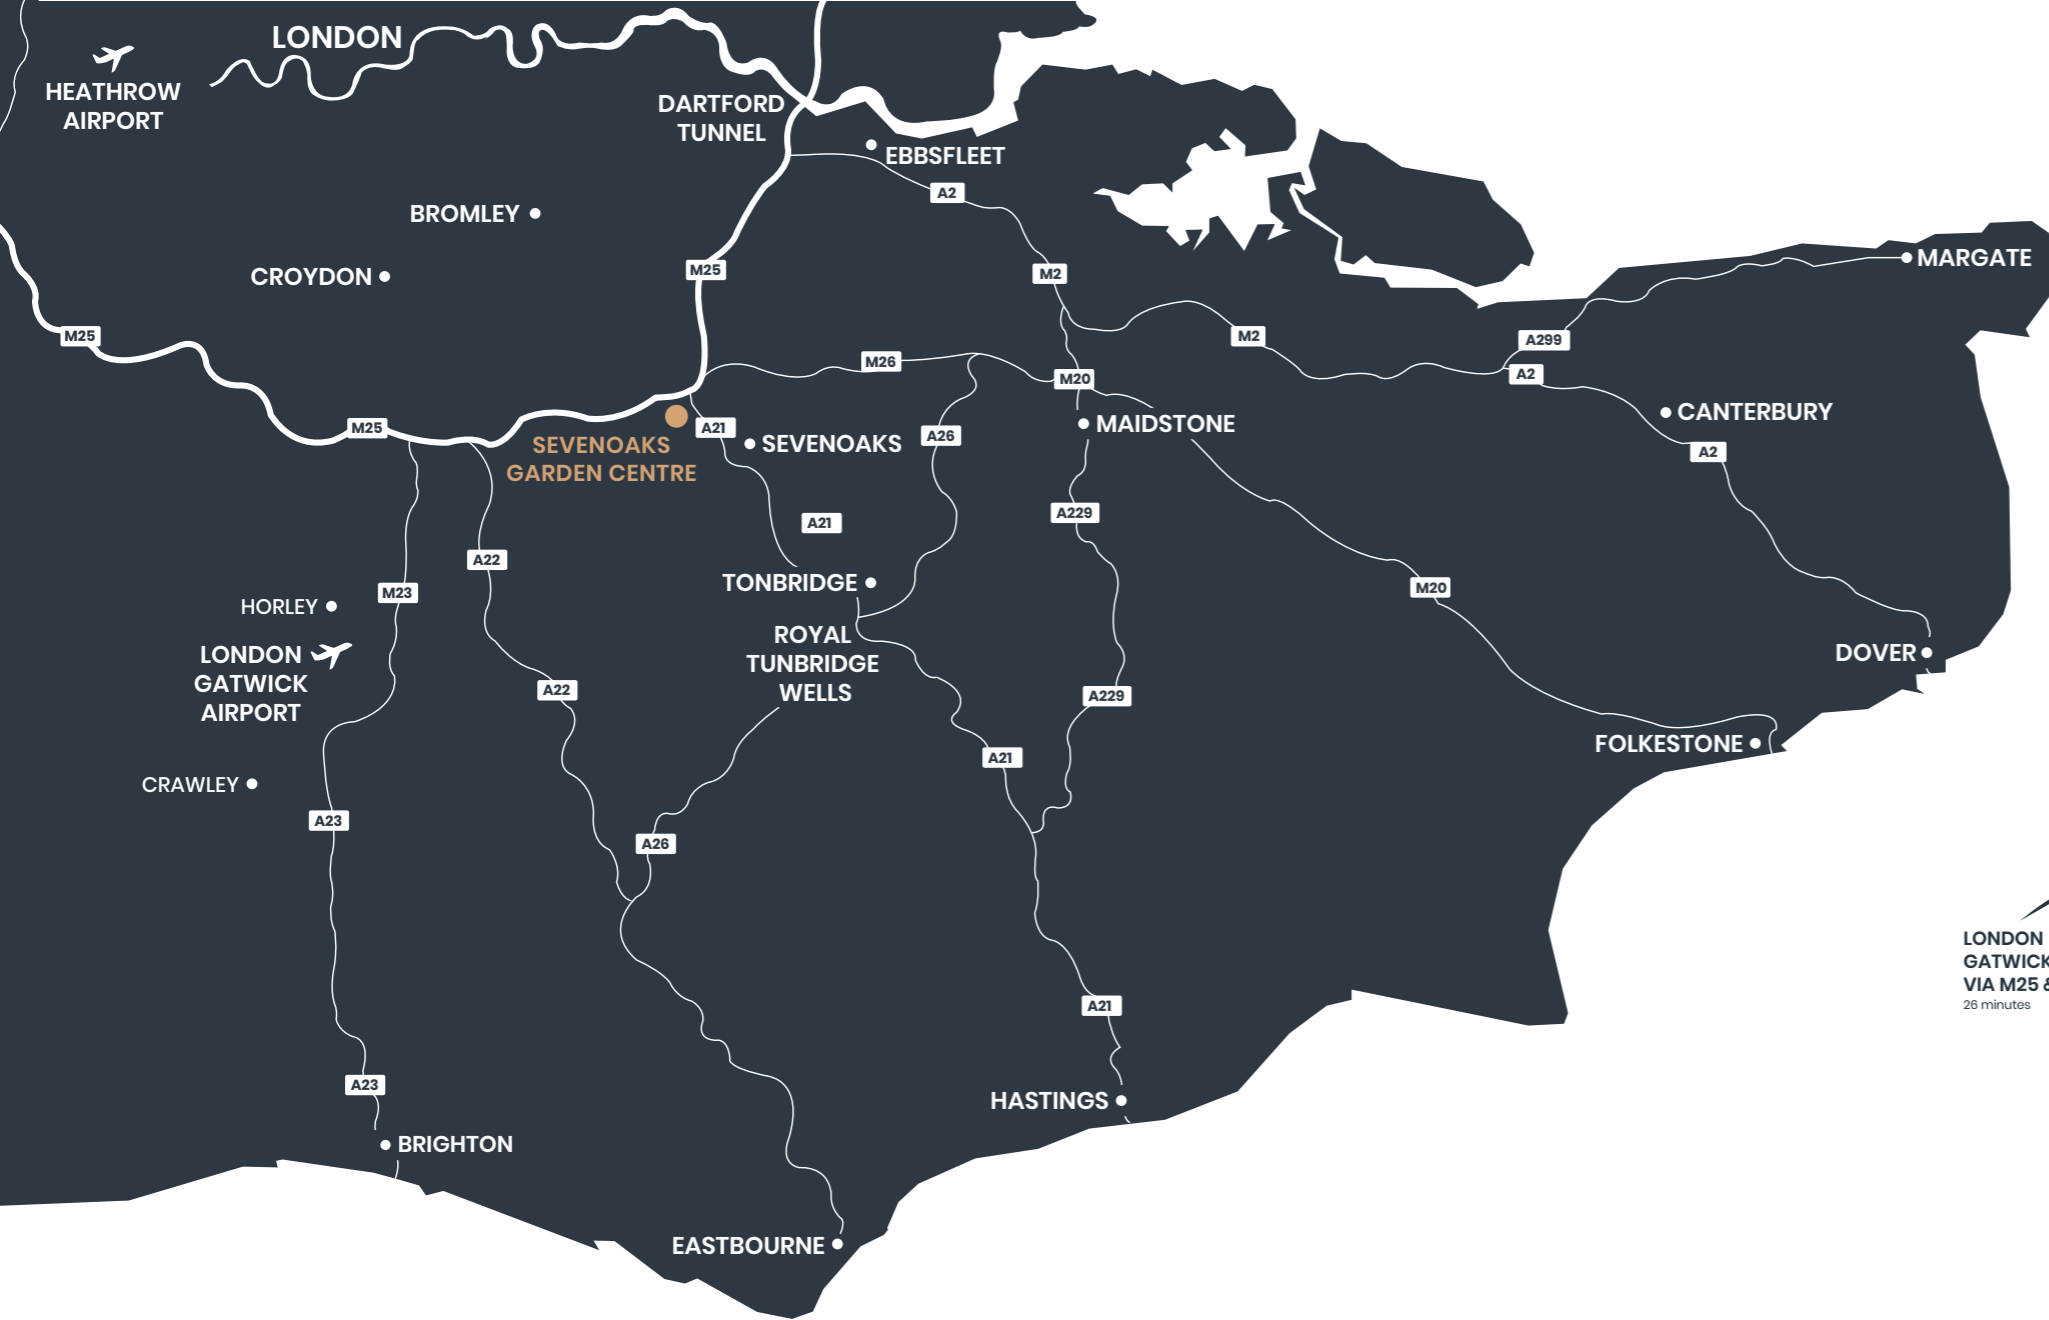 LONDON
HEATHROW
AIRPORT
DARTFORD
TUNNEL
EBBSFLEET
A2
BROMLEY
CROYDON
M25
M2
MARGATE
M25
M2
A299
M26
A2
M20
CANTERBURY
M25
A21
A26
MAIDSTONE
SEVENOAKS
GARDEN CENTRE
SEVENOAKS
A2
A229
A21
A22
TONBRIDGE
M23
M20
HORLEY
ROYAL
TUNBRIDGE
WELLS
LONDON
GATWICK
AIRPORT
DOVER
A22
A229
FOLKESTONE
A21
CRAWLEY
A23
A26
LONDON
GATWICK
VIA M25 &
26 minutes
A21
A23
HASTINGS
BRIGHTON
EASTBOURNE